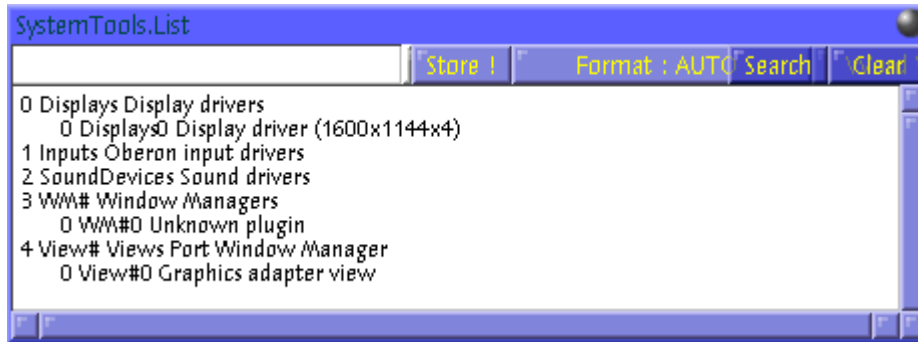 SystemTools.List
Store ! Format : AUTO Search Clear
0 Displays Display drivers
0 Displays0 Display driver (1600x1144x4)
1 Inputs Oberon input drivers
2 SoundDevices Sound drivers
3 WM# Window Managers
0 WM#0 Unknown plugin
4 View# Views Port Window Manager
0 View#0 Graphics adapter view